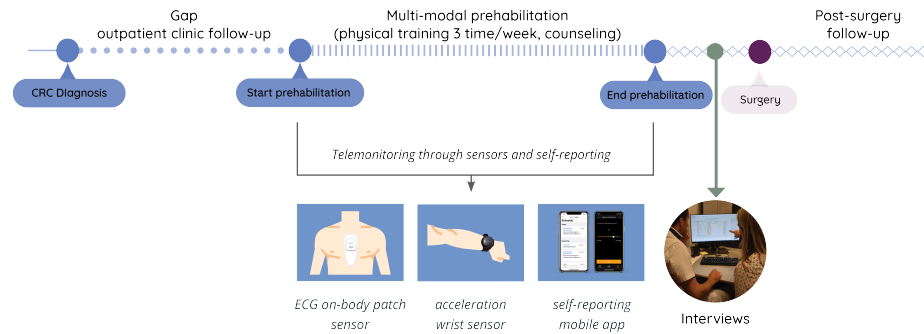 Gap
outpatient clinic follow-up
Multi-modal prehabilitation
(physical training 3 time/week, counseling)
Post-surgery
follow-up
CRC DIagnosis
Start prehabilitation
End prehabilitation
Surgery
Telemonitoring through sensors and self-reporting
ECG on-body patch
sensor
acceleration
wrist sensor
self-reporting
mobile app
Interviews